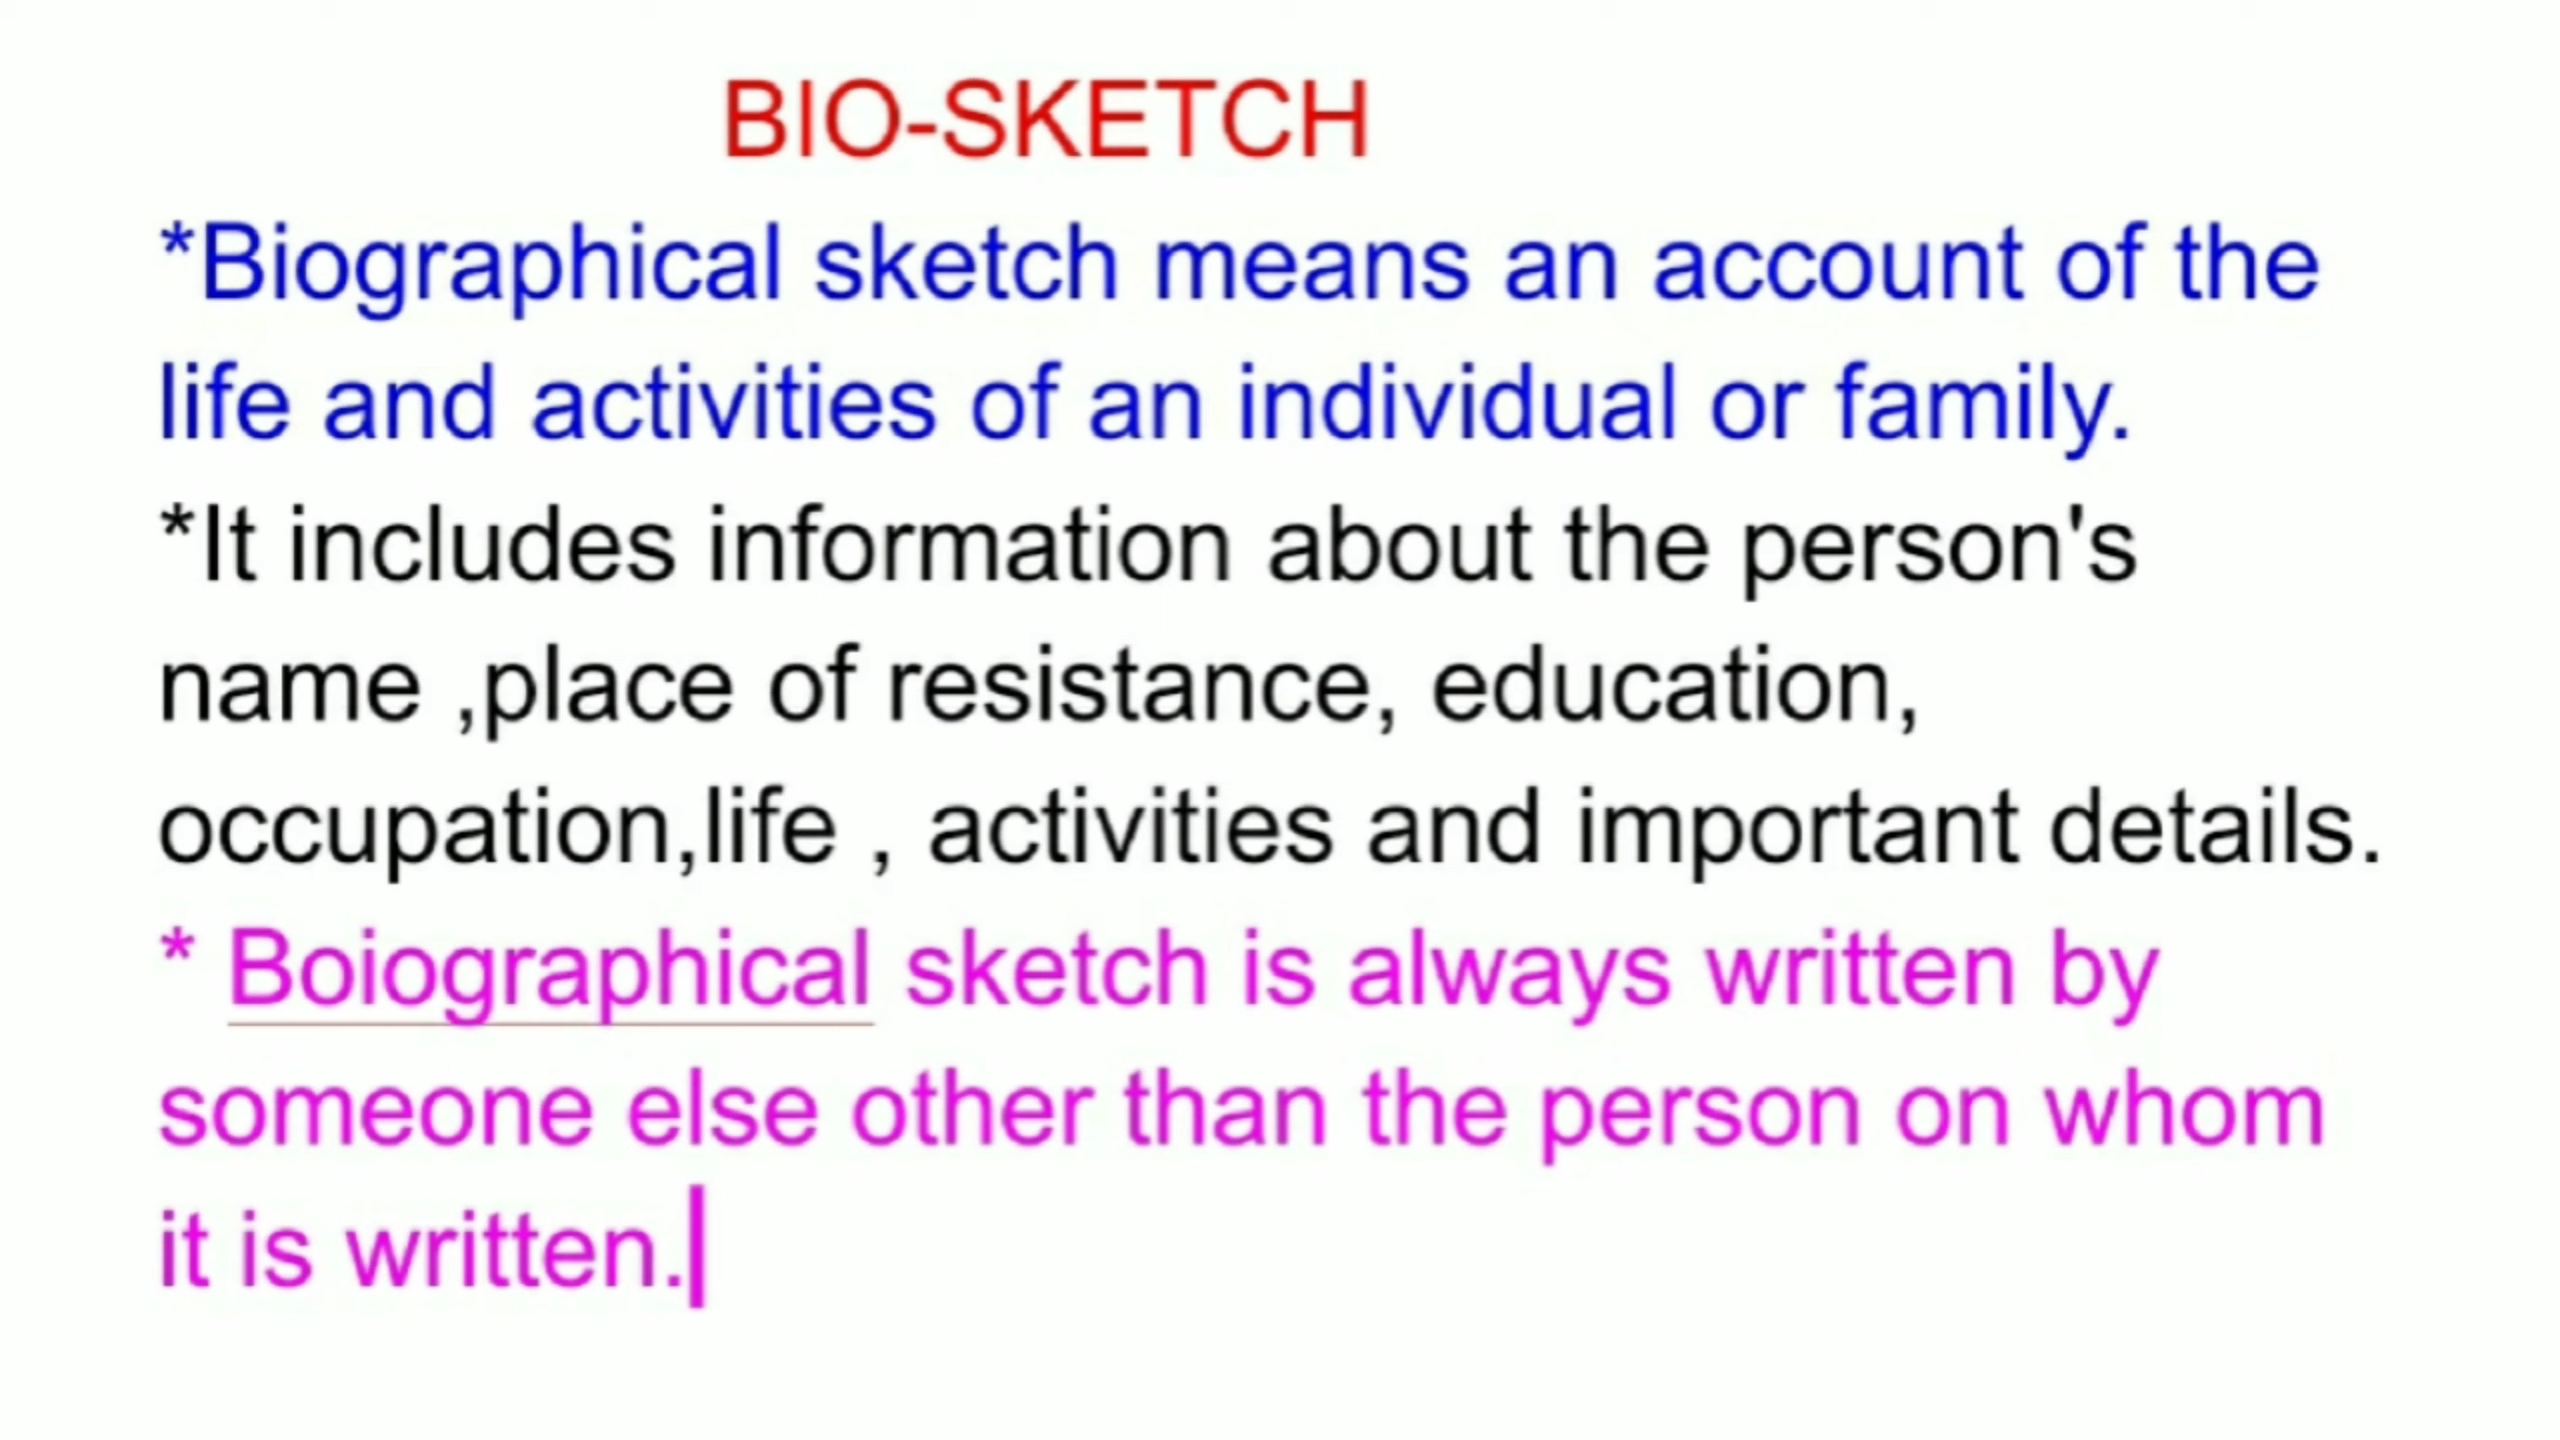 BIO-SKETCH
*Biographical sketch means an account of the
life and activities of an individual or family.
*It includes information about the person's
name ,place of resistance, education,
occupation,life , activities and important details.
* Boiographical sketch is always written by
someone else other than the person on whom
it is written.